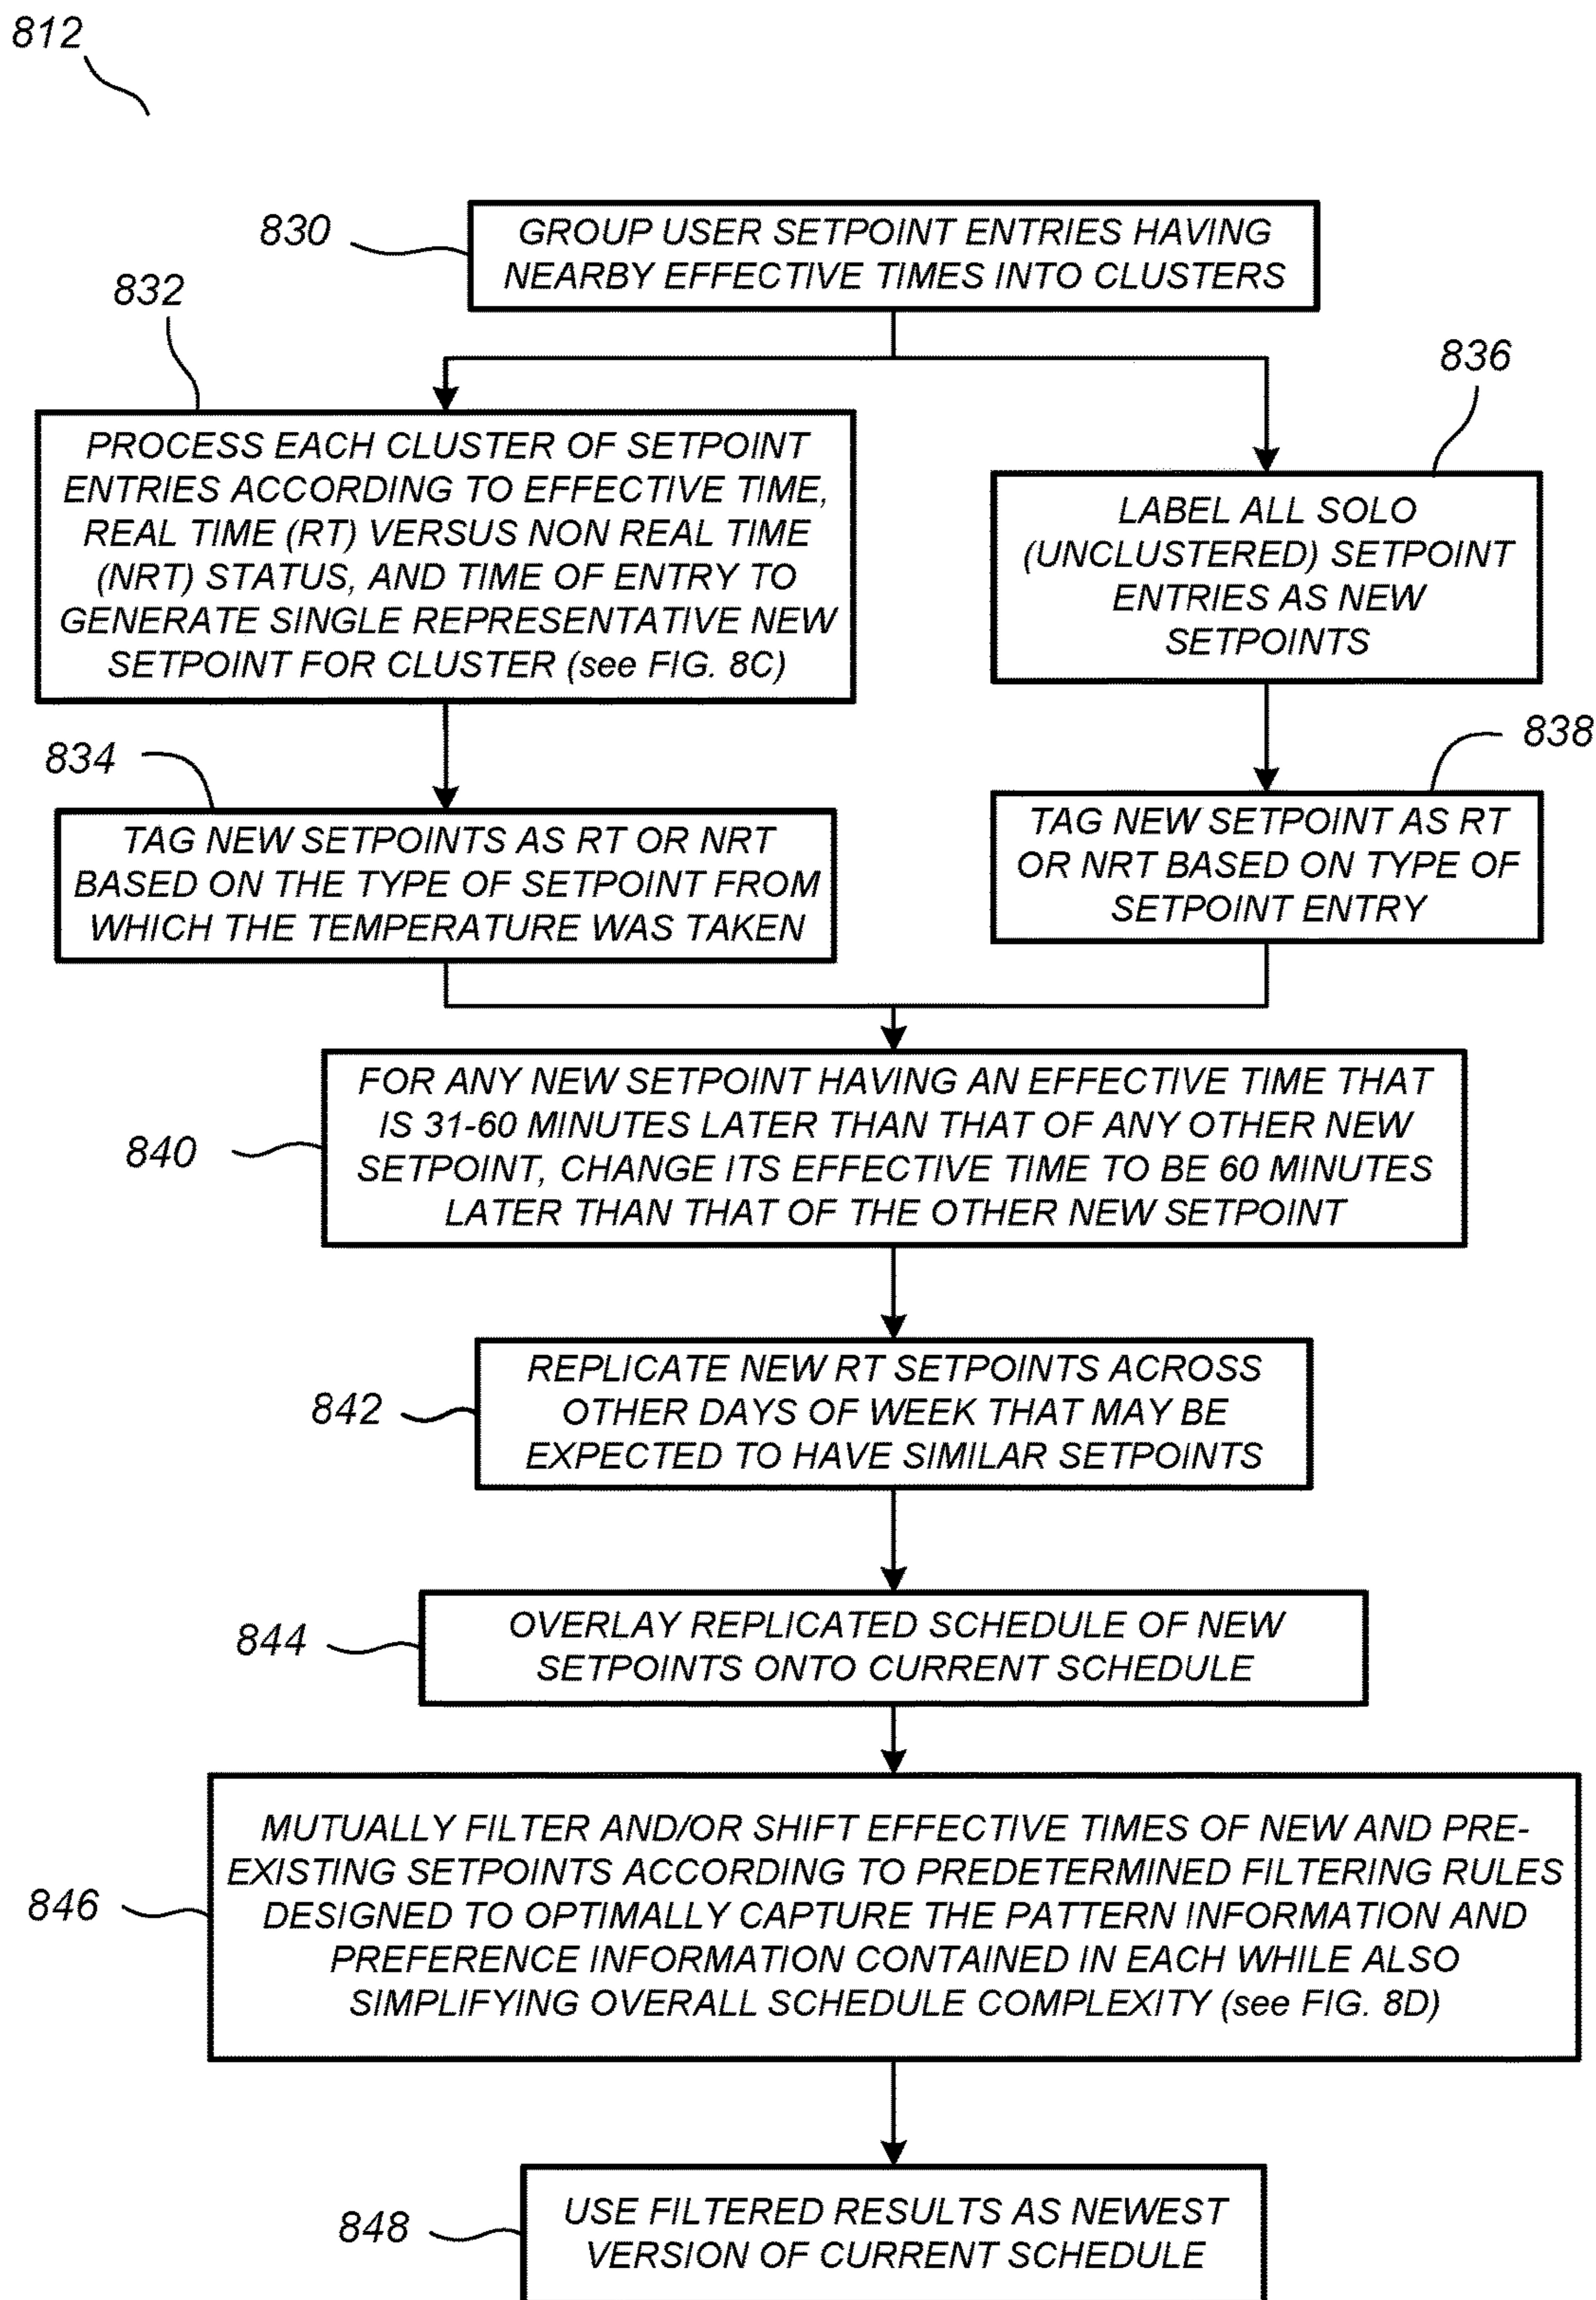 812
830
GROUP USER SETPOINT ENTRIES HAVING
NEARBY EFFECTIVE TIMES INTO CLUSTERS
832
PROCESS EACH CLUSTER OF SETPOINT
ENTRIES ACCORDING TO EFFECTIVE TIME,
REAL TIME (RT) VERSUS NON REAL TIME
(NRT) STATUS, AND TIME OF ENTRY TO
GENERATE SINGLE REPRESENTATIVE NEW
SETPOINT FOR CLUSTER (see FIG. 8C)
836
LABEL ALL SOLO
(UNCLUSTERED) SETPOINT
ENTRIES AS NEW
SETPOINTS
834
TAG NEW SETPOINTS AS RT OR NRT
BASED ON THE TYPE OF SETPOINT FROM
WHICH THE TEMPERATURE WAS TAKEN
838
TAG NEW SETPOINT AS RT
OR NRT BASED ON TYPE OF
SETPOINT ENTRY
840
FOR ANY NEW SETPOINT HAVING AN EFFECTIVE TIME THAT
IS 31-60 MINUTES LATER THAN THAT OF ANY OTHER NEW
SETPOINT, CHANGE ITS EFFECTIVE TIME TO BE 60 MINUTES
LATER THAN THAT OF THE OTHER NEW SETPOINT
842
REPLICATE NEW RT SETPOINTS ACROSS
OTHER DAYS OF WEEK THAT MAY BE
EXPECTED TO HAVE SIMILAR SETPOINTS
844
OVERLAY REPLICATED SCHEDULE OF NEW
SETPOINTS ONTO CURRENT SCHEDULE
846
MUTUALLY FILTER AND/OR SHIFT EFFECTIVE TIMES OF NEW AND PRE-
EXISTING SETPOINTS ACCORDING TO PREDETERMINED FILTERING RULES
DESIGNED TO OPTIMALLY CAPTURE THE PATTERN INFORMATION AND
PREFERENCE INFORMATION CONTAINED IN EACH WHILE ALSO
SIMPLIFYING OVERALL SCHEDULE COMPLEXITY (see FIG. 8D)
848
USE FILTERED RESULTS AS NEWEST
VERSION OF CURRENT SCHEDULE